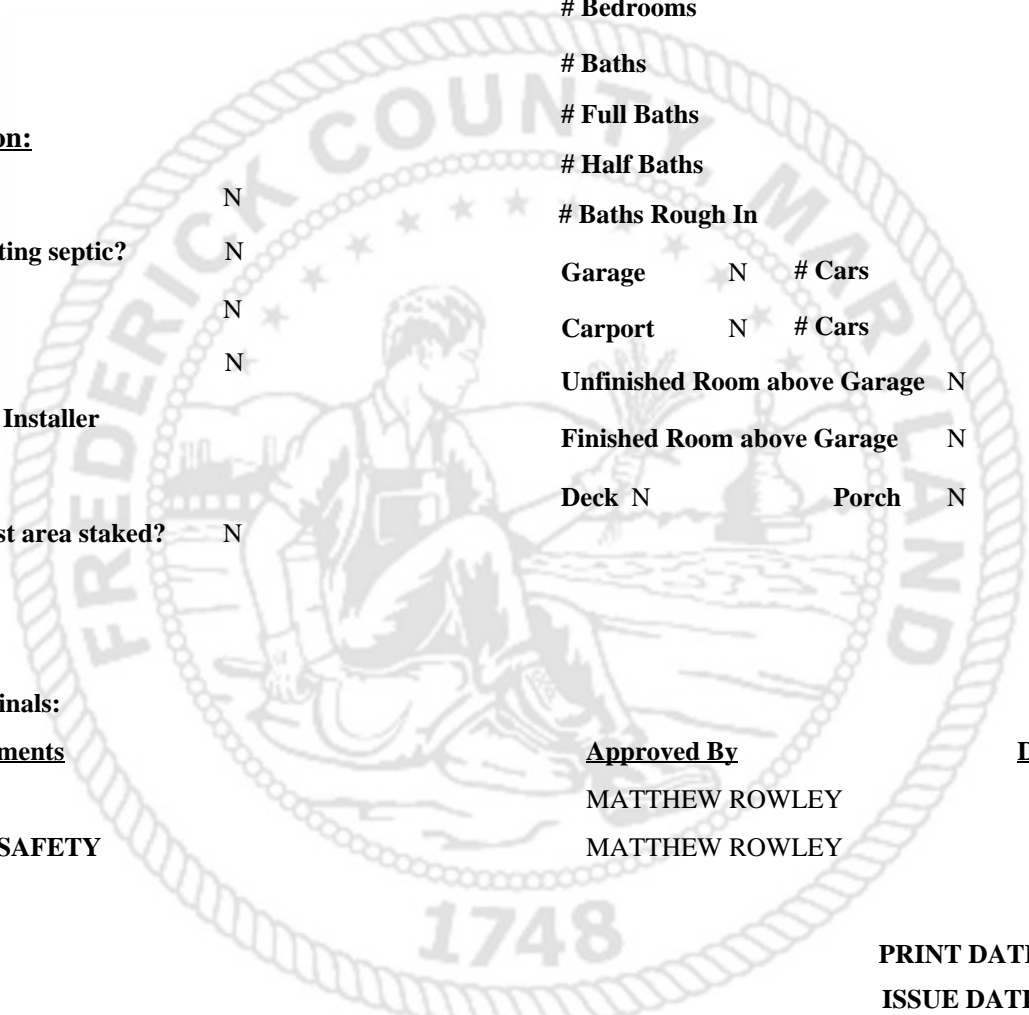 # Bedrooms
# Baths
on:
# Full Baths
# Half Baths
N
# Baths Rough In
ting septic? N
Garage N # Cars
N
Carport N # Cars
N
Unfinished Room above Garage N
Installer
Finished Room above Garage N
Deck N Porch N
st area staked? N
inals:
ments Approved By D
MATTHEW ROWLEY
SAFETY MATTHEW ROWLEY
PRINT DATE
ISSUE DATE
FREDERICK COUNTY, MARYLAND
1748